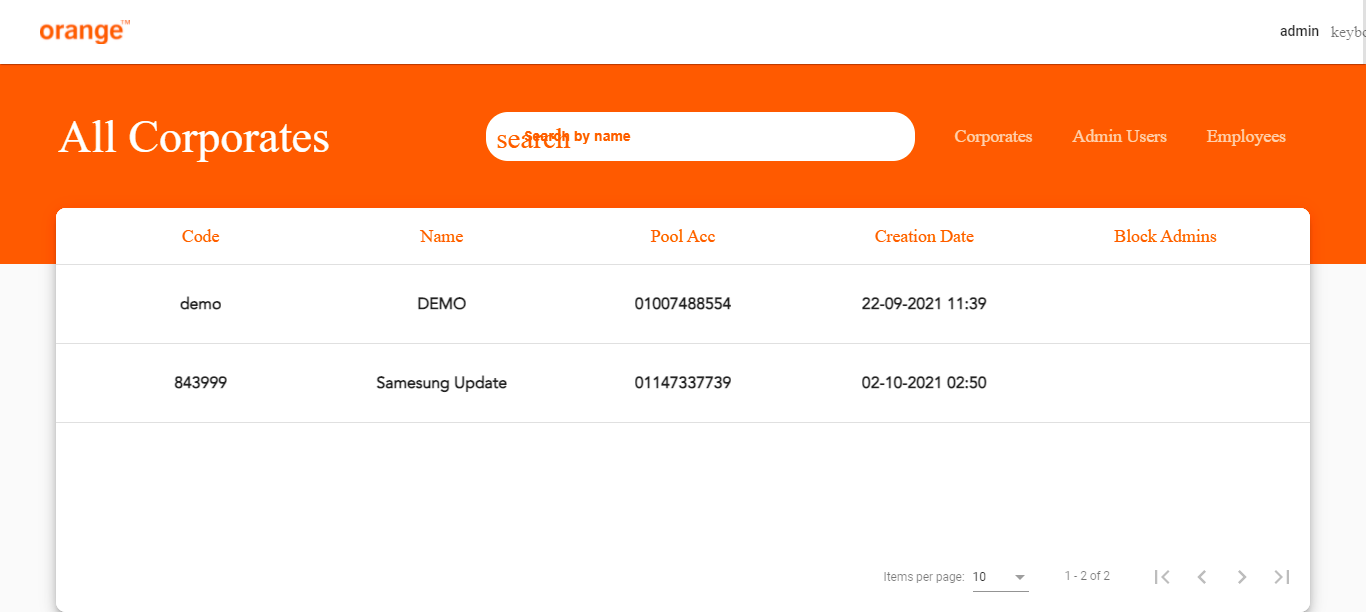 orange™
admin keybo
All Corporates
search Search by name
Corporates Admin Users Employees
Code Name Pool Acc Creation Date Block Admins
demo DEMO 01007488554 22-09-2021 11:39
843999 Samesung Update 01147337739 02-10-2021 02:50
Items per page: 10 1 - 2 of 2